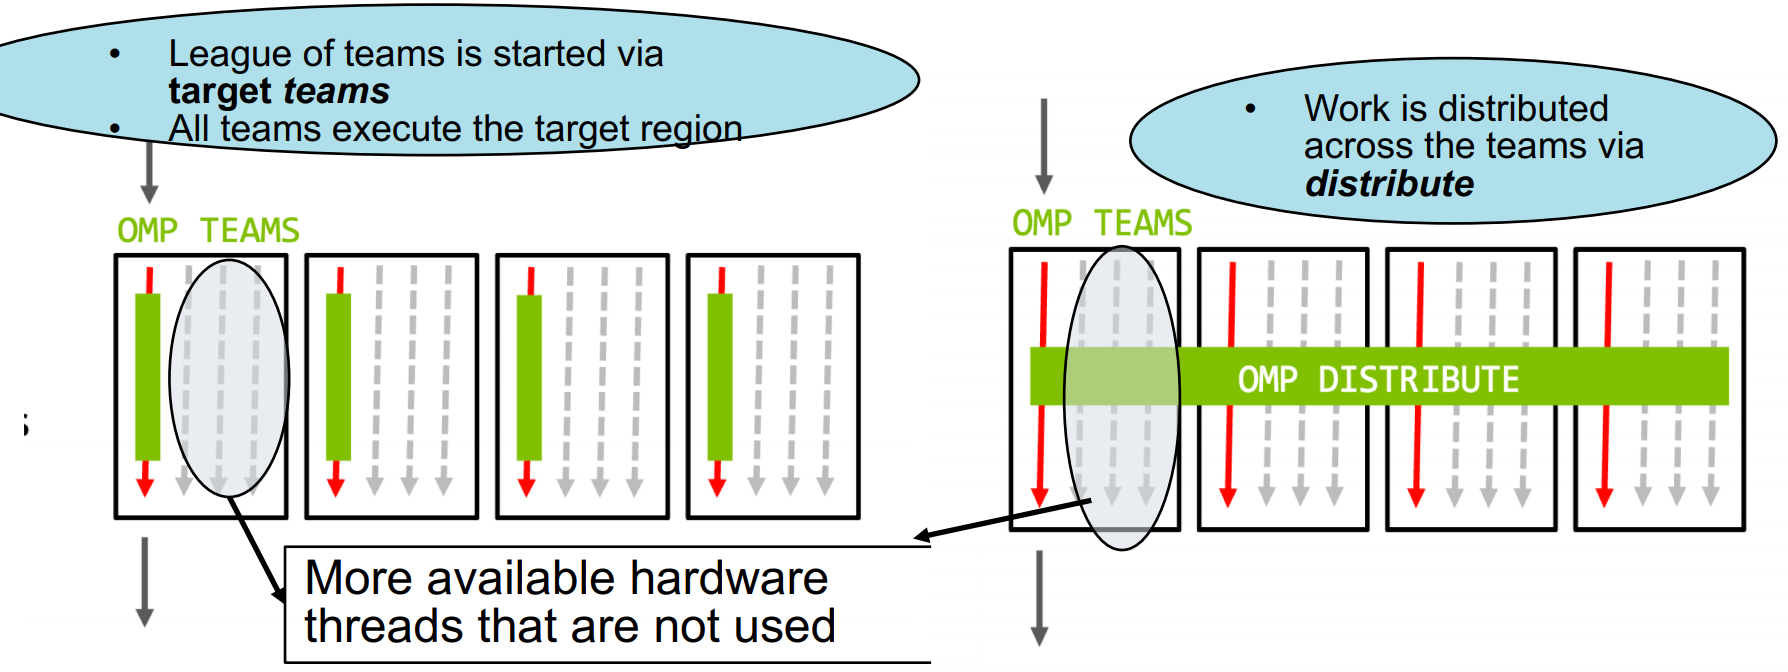 • League of teams is started via
target teams
• All teams execute the target region
OMP TEAMS
• Work is distributed
across the teams via
distribute
OMP TEAMS
OMP DISTRIBUTE
More available hardware
threads that are not used